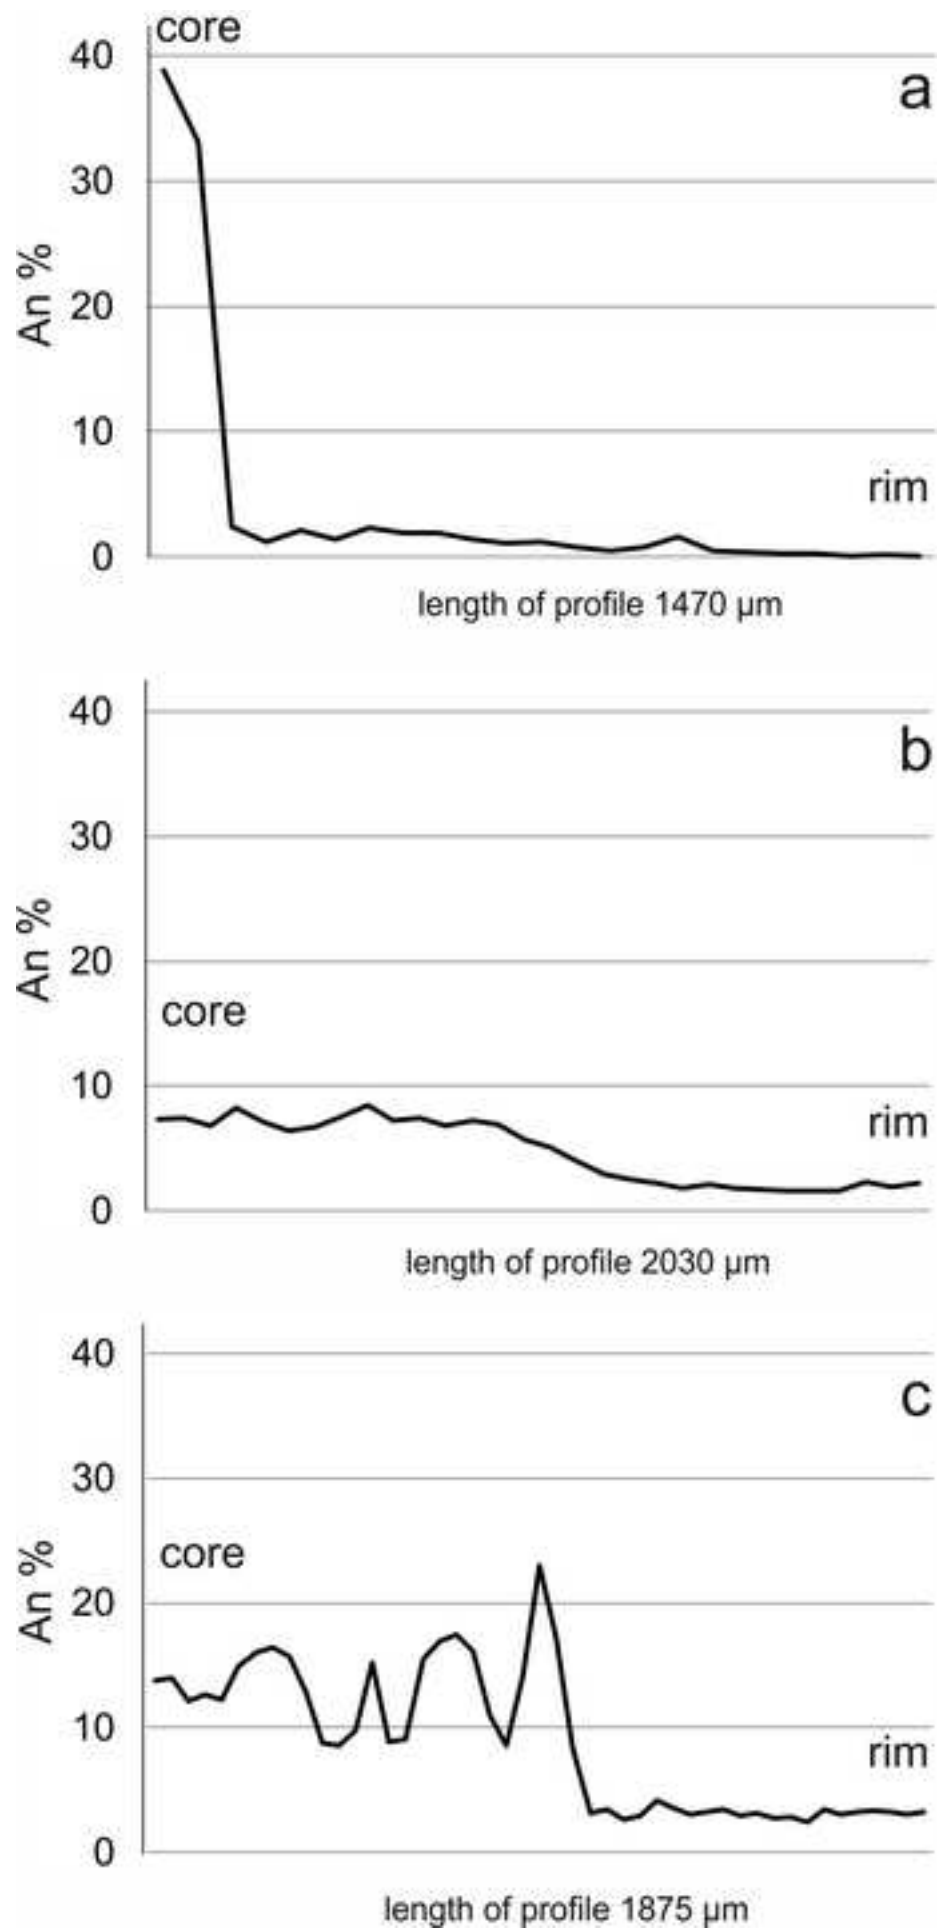 core
40
a
30
An %
20
10
rim
0
length of profile 1470 µm
40
b
30
An %
20
core
10
rim
0
length of profile 2030 µm
40
c
30
core
An %
20
10
rim
0
length of profile 1875 µm